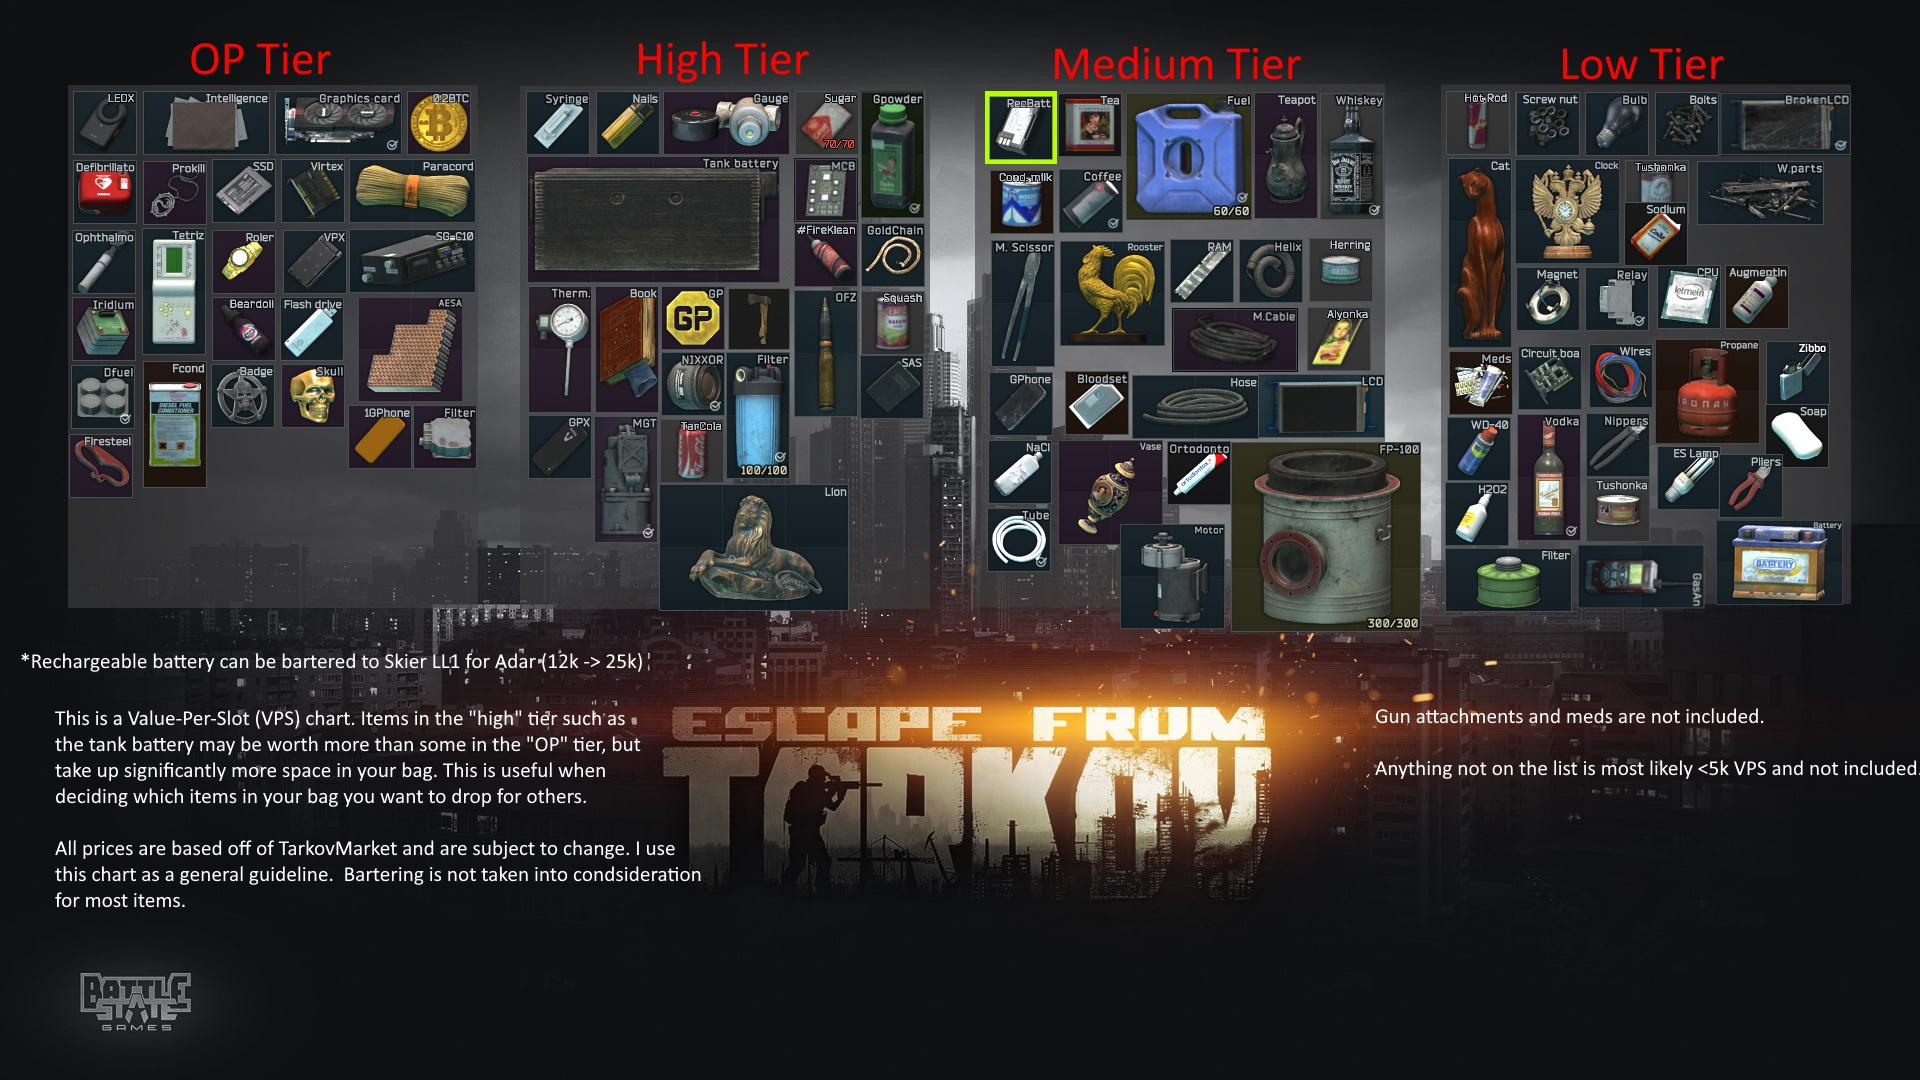 OP Tier
High Tier
Medium Tier
Low Tier
LEDX
Intelligence
Graphics card
0.2BTC
Defibrillato
Prokill
SSD
Virtex
Paracord
Ophthalmo
Tetriz
Roler
VPX
SG-C10
Iridium
Beardoil
Flash drive
AESA
Dfuel
Fcond
Badge
Skull
1GPhone
Filter
Firesteel
Syringe
Nails
Gauge
Sugar
70/70
Gpowder
Tank battery
MCB
#FireKlean
GoldChain
Therm.
Book
GP
GP
OFZ
Squash
NIXXOR
Filter
100/100
SAS
GPX
MGT
TarCola
Lion
RecBatt
Tea
Fuel
60/60
Teapot
Whiskey
Cond. milk
Coffee
M. Scissor
Rooster
RAM
Helix
Herring
M.Cable
Alyonka
GPhone
Bloodset
Hose
LCD
NaCl
Vase
Ortodonto
FP-100
300/300
Tube
Motor
Hot Rod
Screw nut
Bulb
Bolts
BrokenLCD
Cat
Clock
Tushonka
W.parts
Sodium
Magnet
Relay
CPU
Augmentin
Meds
Circuit boa
Wires
Propane
Zibbo
WD-40
Vodka
Nippers
Soap
ES Lamp
Pliers
H2O2
Tushonka
Filter
GasAn
Battery
BATTERY
*Rechargeable battery can be bartered to Skier LL1 for Adar (12k -> 25k)
This is a Value-Per-Slot (VPS) chart. Items in the "high" tier such as
the tank battery may be worth more than some in the "OP" tier, but
take up significantly more space in your bag. This is useful when
deciding which items in your bag you want to drop for others.
All prices are based off of TarkovMarket and are subject to change. I use
this chart as a general guideline. Bartering is not taken into condsideration
for most items.
ESCAPE FROM
TARKOV
Gun attachments and meds are not included.
Anything not on the list is most likely <5k VPS and not included.
BATTLE
STATE
GAMES